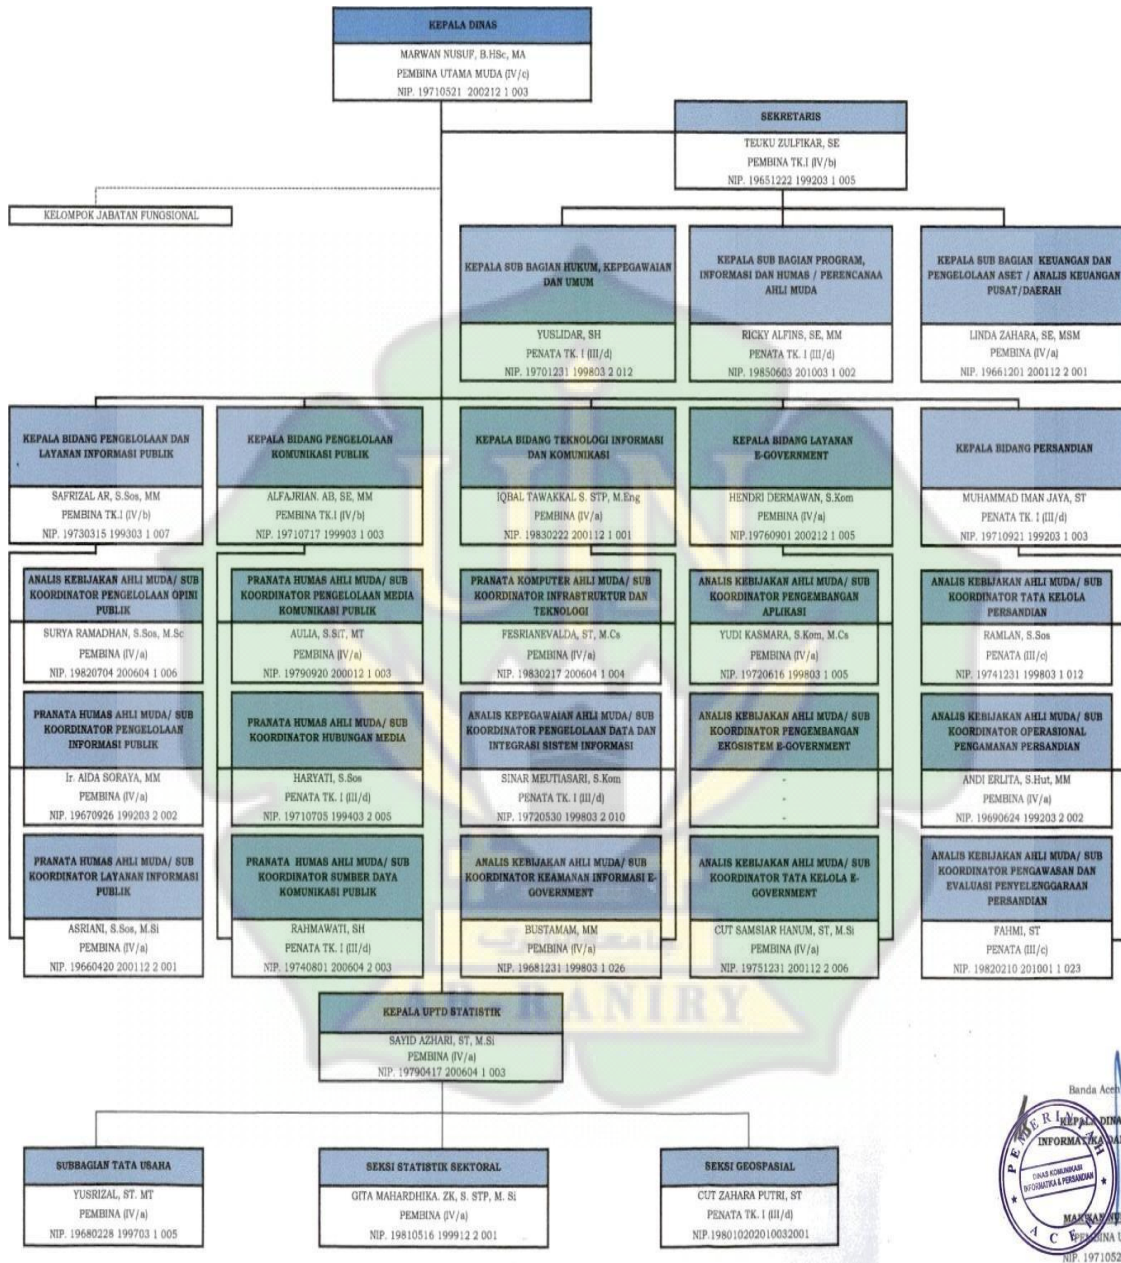 KEPALA DINAS
MARWAN NUSUF, B.HSc, MA
PEMBINA UTAMA MUDA (IV/c)
NIP. 19710521 200212 1 003
SEKRETARIS
TEUKU ZULFIKAR, SE
PEMBINA TK.I (IV/b)
NIP. 19651222 199203 1 005
KELOMPOK JABATAN FUNGSIONAL
KEPALA SUB BAGIAN HUKUM, KEPEGAWAIAN
DAN UMUM
YUSLIDAR, SH
PENATA TK. I (III/d)
NIP. 19701231 199803 2 012
KEPALA SUB BAGIAN PROGRAM,
INFORMASI DAN HUMAS / PERENCANAA
AHLI MUDA
RICKY ALFINS, SE, MM
PENATA TK. I (III/d)
NIP. 19850603 201003 1 002
KEPALA SUB BAGIAN KEUANGAN DAN
PENGELOLAAN ASET / ANALIS KEUANGAN
PUSAT/DAERAH
LINDA ZAHARA, SE, MSM
PEMBINA (IV/a)
NIP. 19661201 200112 2 001
KEPALA BIDANG PENGELOLAAN DAN
LAYANAN INFORMASI PUBLIK
SAFRIZAL AR, S.Sos, MM
PEMBINA TK.I (IV/b)
NIP. 19730315 199303 1 007
KEPALA BIDANG PENGELOLAAN
KOMUNIKASI PUBLIK
ALFAJRIAN. AB, SE, MM
PEMBINA TK.I (IV/b)
NIP. 19710717 199903 1 003
KEPALA BIDANG TEKNOLOGI INFORMASI
DAN KOMUNIKASI
IQBAL TAWAKKAL S. STP, M.Eng
PEMBINA (IV/a)
NIP. 19830222 200112 1 001
KEPALA BIDANG LAYANAN
E-GOVERNMENT
HENDRI DERMAWAN, S.Kom
PEMBINA (IV/a)
NIP.19760901 200212 1 005
KEPALA BIDANG PERSANDIAN
MUHAMMAD IMAN JAYA, ST
PENATA TK. I (III/d)
NIP. 19710921 199203 1 003
ANALIS KEBIJAKAN AHLI MUDA/ SUB
KOORDINATOR PENGELOLAAN OPINI
PUBLIK
SURYA RAMADHAN, S.Sos, M.Sc
PEMBINA (IV/a)
NIP. 19820704 200604 1 006
PRANATA HUMAS AHLI MUDA/ SUB
KOORDINATOR PENGELOLAAN MEDIA
KOMUNIKASI PUBLIK
AULIA, S.SiT, MT
PEMBINA (IV/a)
NIP. 19790920 200012 1 003
PRANATA KOMPUTER AHLI MUDA/ SUB
KOORDINATOR INFRASTRUKTUR DAN
TEKNOLOGI
FESRIANEVALDA, ST, M.Cs
PEMBINA (IV/a)
NIP. 19830217 200604 1 004
ANALIS KEBIJAKAN AHLI MUDA/ SUB
KOORDINATOR PENGEMBANGAN
APLIKASI
YUDI KASMARA, S.Kom, M.Cs
PEMBINA (IV/a)
NIP. 19720616 199803 1 005
ANALIS KEBIJAKAN AHLI MUDA/ SUB
KOORDINATOR TATA KELOLA
PERSANDIAN
RAMLAN, S.Sos
PENATA (III/c)
NIP. 19741231 199803 1 012
PRANATA HUMAS AHLI MUDA/ SUB
KOORDINATOR PENGELOLAAN
INFORMASI PUBLIK
Ir. AIDA SORAYA, MM
PEMBINA (IV/a)
NIP. 19670926 199203 2 002
PRANATA HUMAS AHLI MUDA/ SUB
KOORDINATOR HUBUNGAN MEDIA
HARYATI, S.Sos
PENATA TK. I (III/d)
NIP. 19710705 199403 2 005
ANALIS KEPEGAWAIAN AHLI MUDA/ SUB
KOORDINATOR PENGELOLAAN DATA DAN
INTEGRASI SISTEM INFORMASI
SINAR MEUTIASARI, S.Kom
PENATA TK. I (III/d)
NIP. 19720530 199803 2 010
ANALIS KEBIJAKAN AHLI MUDA/ SUB
KOORDINATOR PENGEMBANGAN
EKOSISTEM E-GOVERNMENT
-
-
-
ANALIS KEBIJAKAN AHLI MUDA/ SUB
KOORDINATOR OPERASIONAL
PENGAMANAN PERSANDIAN
ANDI ERLITA, S.Hut, MM
PEMBINA (IV/a)
NIP. 19690624 199203 2 002
PRANATA HUMAS AHLI MUDA/ SUB
KOORDINATOR LAYANAN INFORMASI
PUBLIK
ASRIANI, S.Sos, M.Si
PEMBINA (IV/a)
NIP. 19660420 200112 2 001
PRANATA HUMAS AHLI MUDA/ SUB
KOORDINATOR SUMBER DAYA
KOMUNIKASI PUBLIK
RAHMAWATI, SH
PENATA TK. I (III/d)
NIP. 19740801 200604 2 003
ANALIS KEBIJAKAN AHLI MUDA/ SUB
KOORDINATOR KEAMANAN INFORMASI E-
GOVERNMENT
BUSTAMAM, MM
PEMBINA (IV/a)
NIP. 19681231 199803 1 026
ANALIS KEBIJAKAN AHLI MUDA/ SUB
KOORDINATOR TATA KELOLA E-
GOVERNMENT
CUT SAMSIAR HANUM, ST, M.Si
PEMBINA (IV/a)
NIP. 19751231 200112 2 006
ANALIS KEBIJAKAN AHLI MUDA/ SUB
KOORDINATOR PENGAWASAN DAN
EVALUASI PENYELENGGARAAN
PERSANDIAN
FAHMI, ST
PENATA (III/c)
NIP. 19820210 201001 1 023
UIN
جامعة الرانيري
AR-RANIRY
KEPALA UPTD STATISTIK
SAYID AZHARI, ST, M.Si
PEMBINA (IV/a)
NIP. 19790417 200604 1 003
SUBBAGIAN TATA USAHA
YUSRIZAL, ST. MT
PEMBINA (IV/a)
NIP. 19680228 199703 1 005
SEKSI STATISTIK SEKTORAL
GITA MAHARDHIKA. ZK, S. STP, M. Si
PEMBINA (IV/a)
NIP. 19810516 199912 2 001
SEKSI GEOSPASIAL
CUT ZAHARA PUTRI, ST
PENATA TK. I (III/d)
NIP.198010202010032001
Banda Aceh
KEPALA DINA
INFORMATIKA DAN
PEMERINTAH
DINAS KOMUNIKASI
INFORMATIKA & PERSANDIAN
ACEH
PEMBINA U
NIP. 1971052